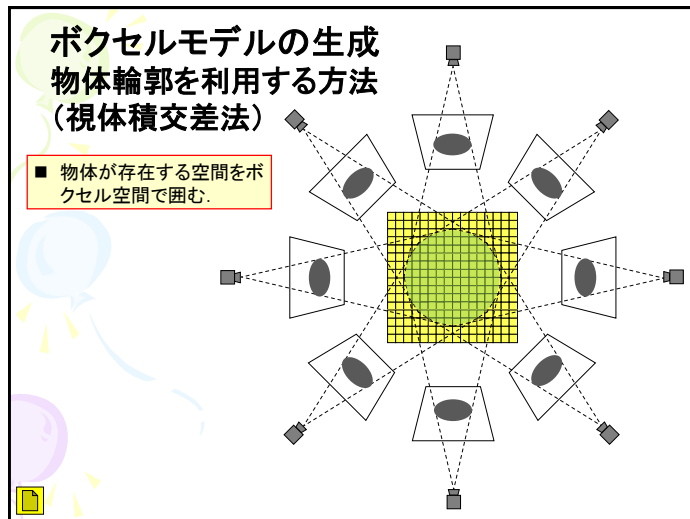 ボクセルモデルの生成
物体輪郭を利用する方法
（視体積交差法）
■ 物体が存在する空間をボ
クセル空間で囲む．